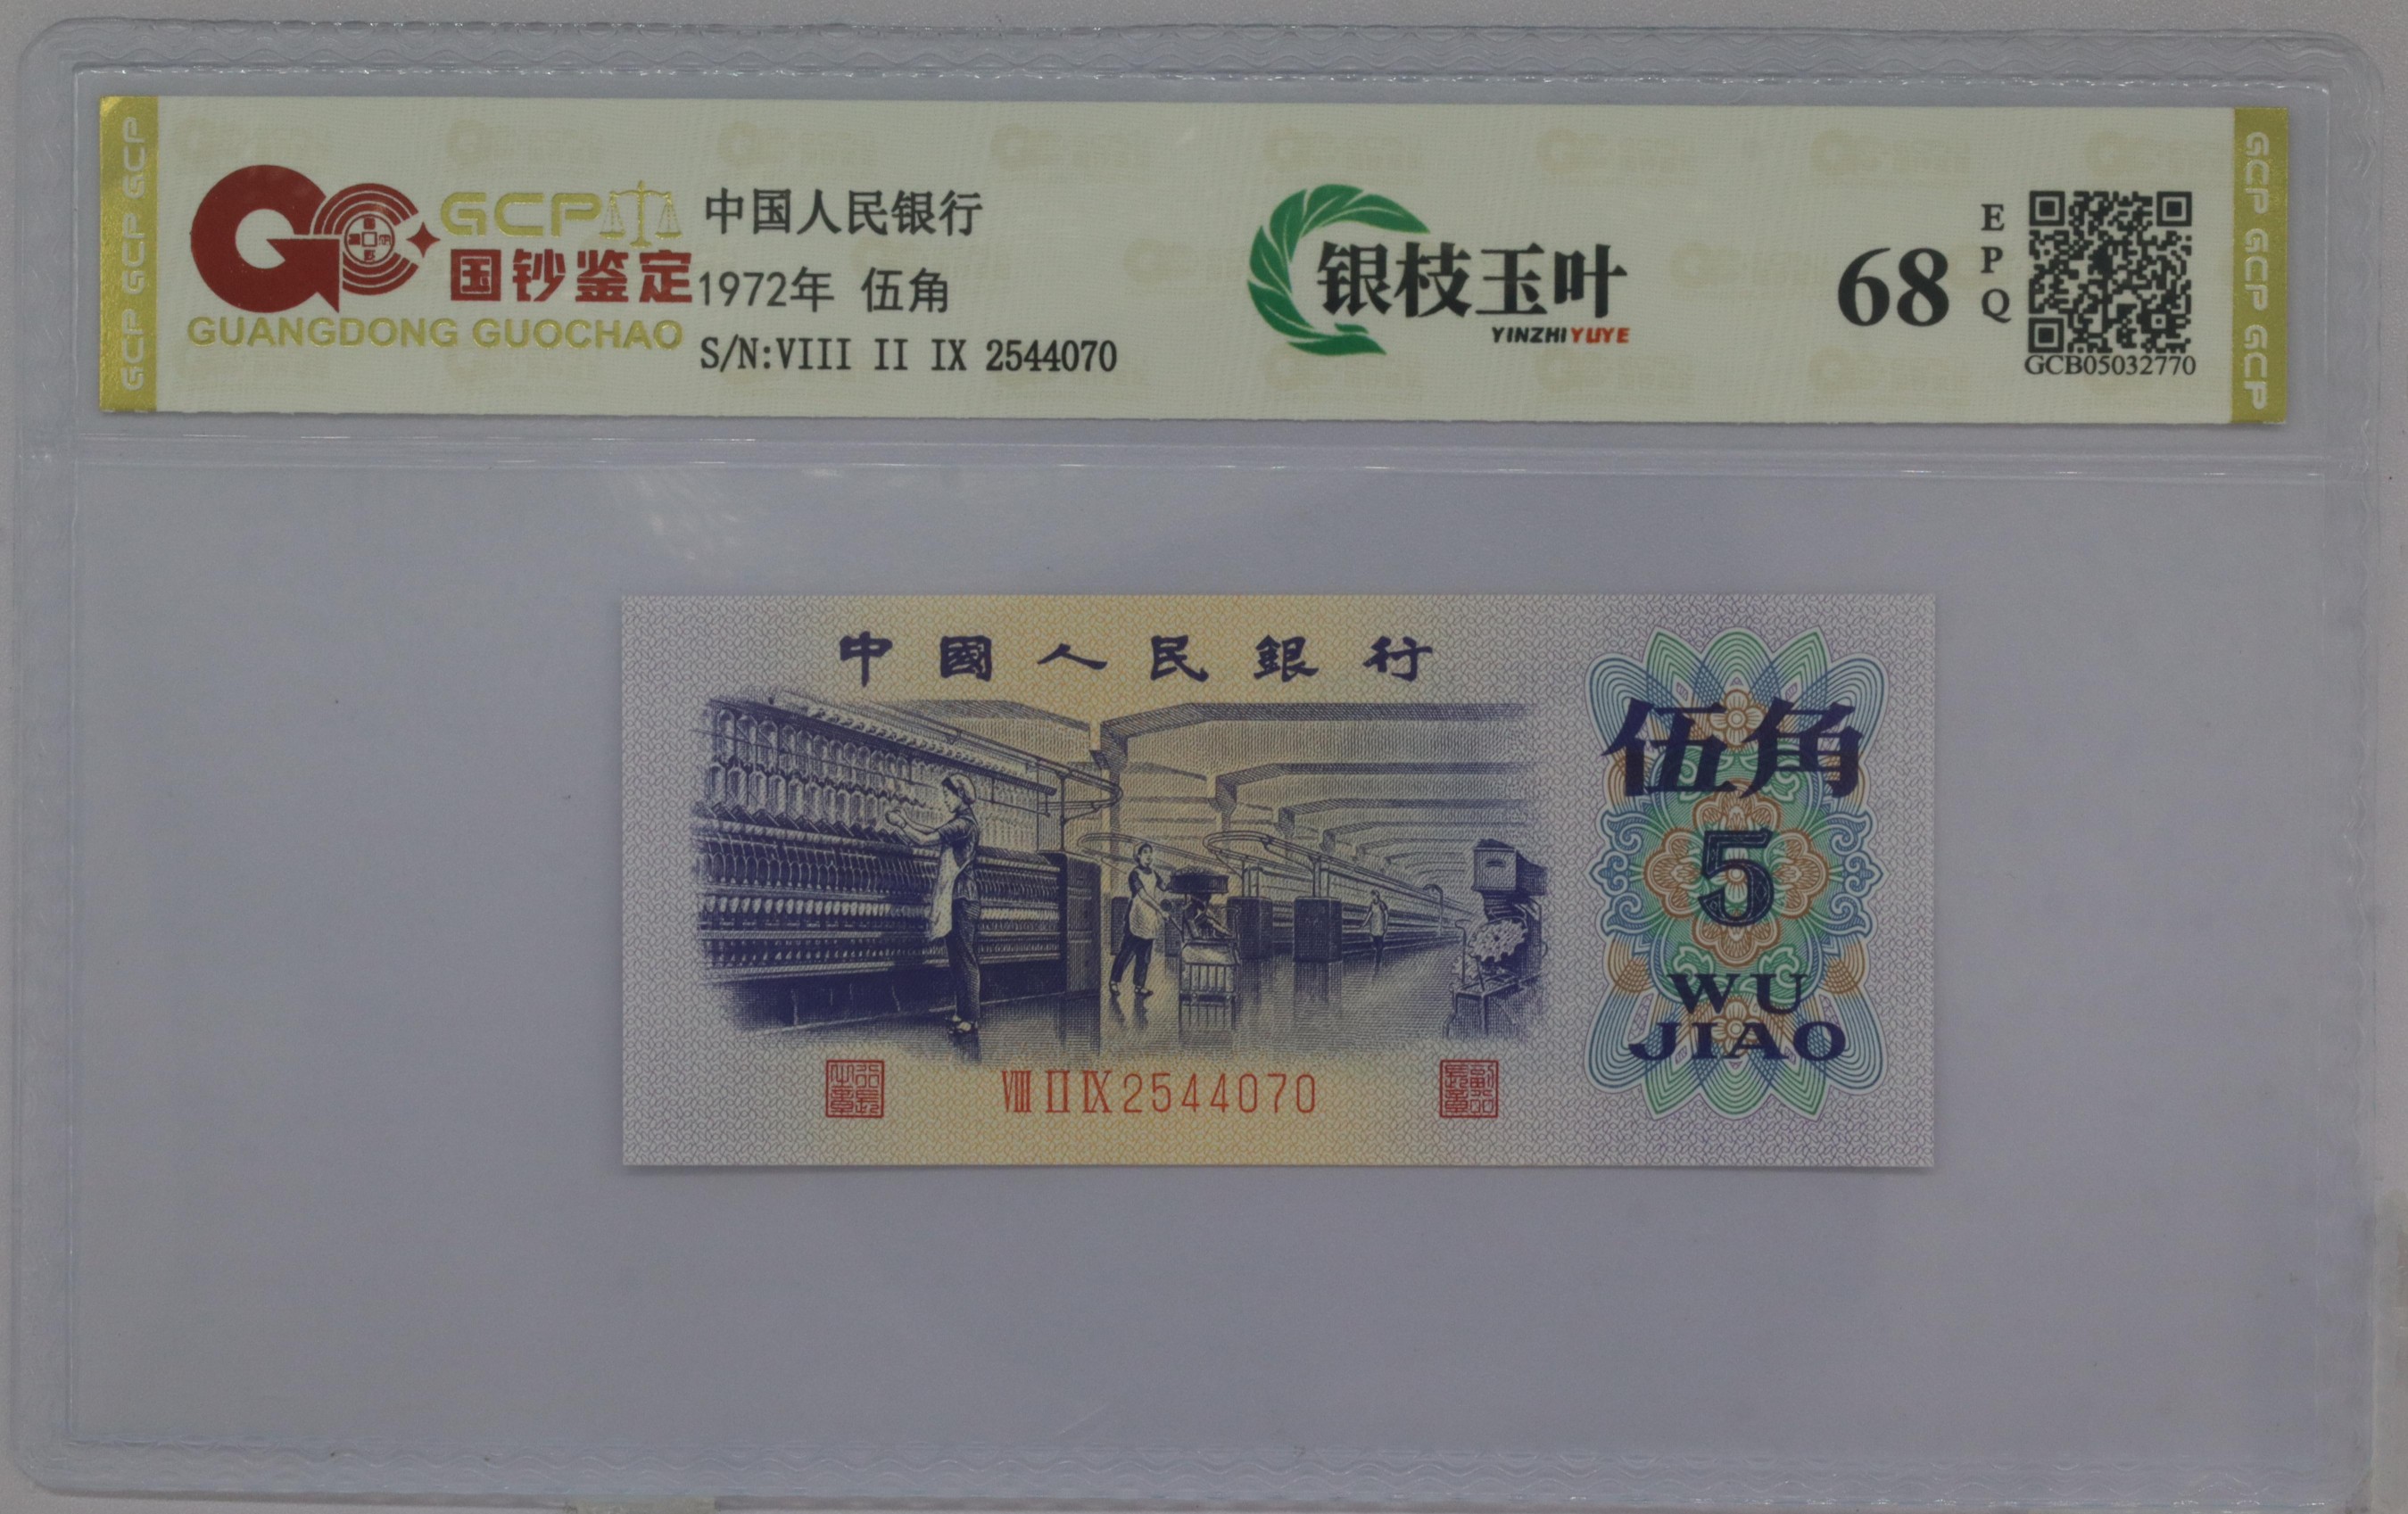 GCP GCP GCP
GCP
国钞鉴定
GUANGDONG GUOCHAO
中国人民银行
1972年 伍角
S/N:VIII II IX 2544070
银枝玉叶
YINZHIYUYE
68
EPQ
GCB05032770
GCP GCP GCP
中國人民銀行
伍角
5
WU
JIAO
VIII II IX 2544070